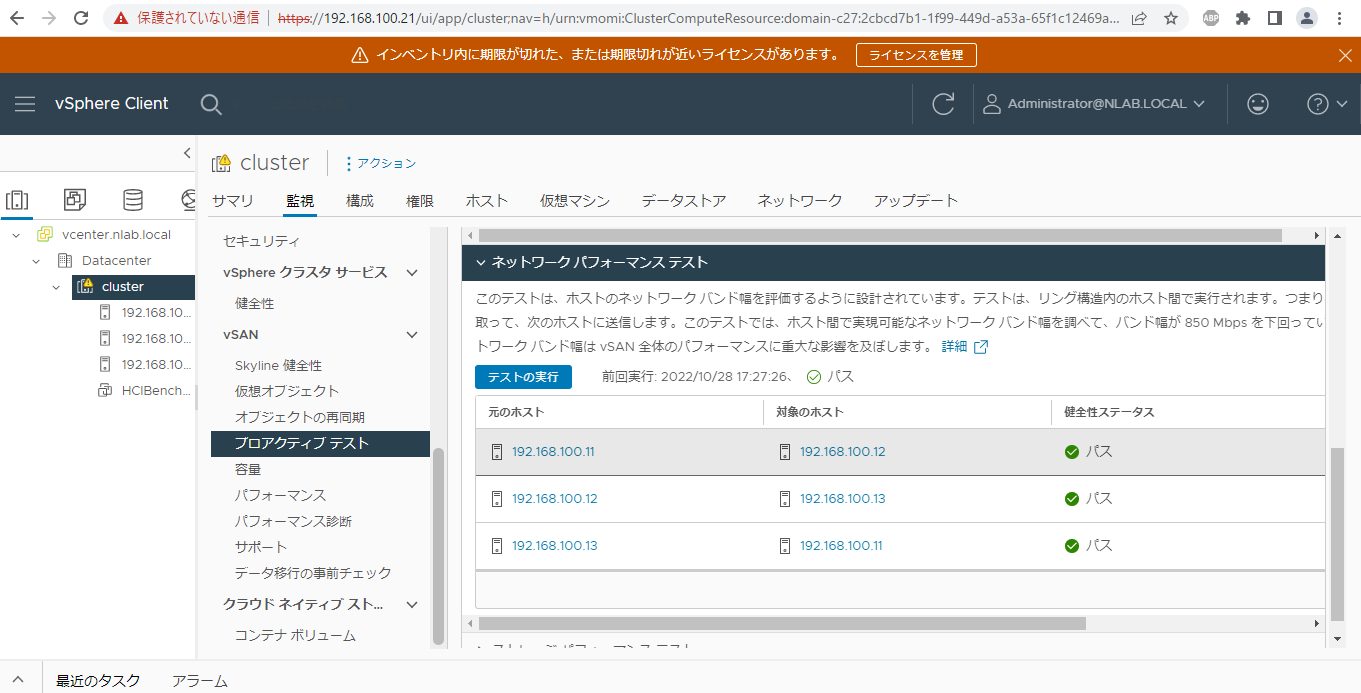 保護されていない通信 https://192.168.100.21/ui/app/cluster;nav=h/urn:vmomi:ClusterComputeResource:domain-c27:2cbcd7b1-1f99-449d-a53a-65f1c12469a...
ABP
インベントリ内に期限が切れた、または期限切れが近いライセンスがあります。 ライセンスを管理
vSphere Client
Administrator@NLAB.LOCAL
cluster
アクション
サマリ 監視 構成 権限 ホスト 仮想マシン データストア ネットワーク アップデート
vcenter.nlab.local
Datacenter
cluster
192.168.10...
192.168.10...
192.168.10...
HCIBench...
セキュリティ
vSphere クラスタ サービス
健全性
vSAN
Skyline 健全性
仮想オブジェクト
オブジェクトの再同期
プロアクティブ テスト
容量
パフォーマンス
パフォーマンス診断
サポート
データ移行の事前チェック
クラウド ネイティブ スト...
コンテナ ボリューム
ネットワーク パフォーマンス テスト
このテストは、ホストのネットワーク バンド幅を評価するように設計されています。テストは、リング構造内のホスト間で実行されます。つまり
取って、次のホストに送信します。このテストでは、ホスト間で実現可能なネットワーク バンド幅を調べて、バンド幅が 850 Mbps を下回ってい
トワーク バンド幅は vSAN 全体のパフォーマンスに重大な影響を及ぼします。 詳細
テストの実行 前回実行: 2022/10/28 17:27:26、 パス
元のホスト 対象のホスト 健全性ステータス
192.168.100.11 192.168.100.12 パス
192.168.100.12 192.168.100.13 パス
192.168.100.13 192.168.100.11 パス
ストレージ パフォーマンス テスト
最近のタスク アラーム